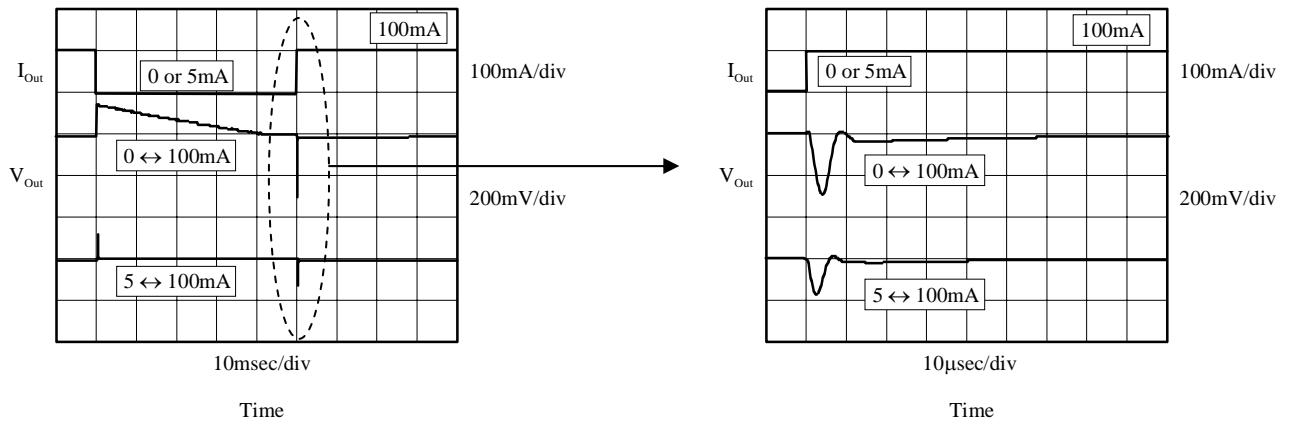 100mA
I_Out
0 or 5mA
100mA/div
0 ↔ 100mA
V_Out
200mV/div
5 ↔ 100mA
10msec/div
Time
100mA
I_Out
0 or 5mA
100mA/div
0 ↔ 100mA
V_Out
200mV/div
5 ↔ 100mA
10μsec/div
Time